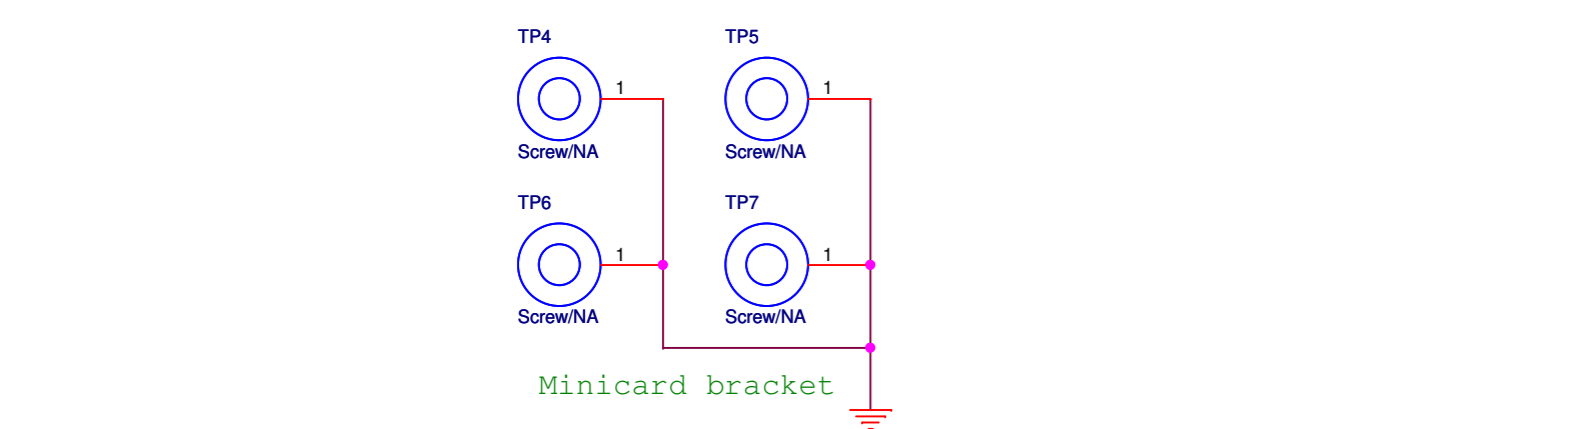 TP4
TP5
1
1
Screw/NA
Screw/NA
TP6
TP7
1
1
Screw/NA
Screw/NA
Minicard bracket